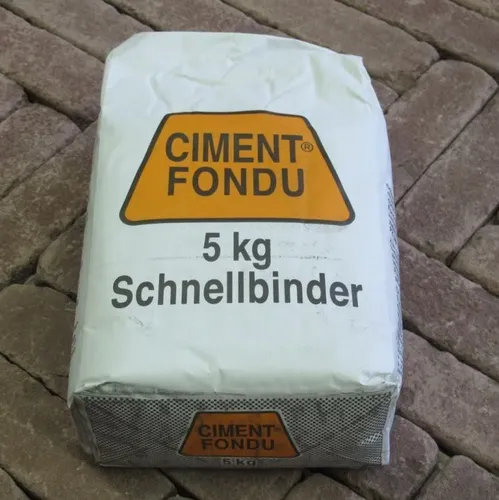 CIMENT®
FONDU
5 kg
Schnellbinder
CIMENT®
FONDU
5 kg